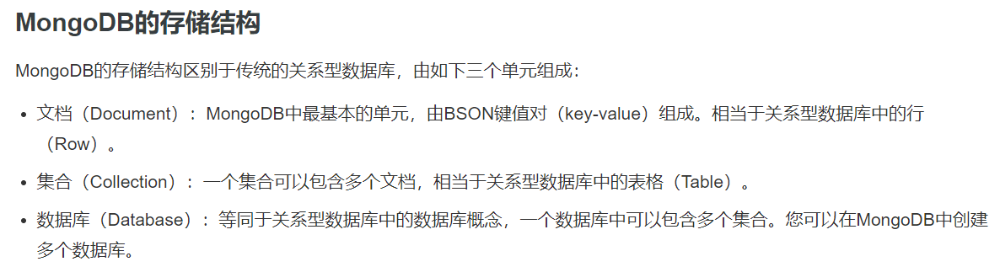 MongoDB的存储结构
MongoDB的存储结构区别于传统的关系型数据库，由如下三个单元组成：
• 文档（Document）：MongoDB中最基本的单元，由BSON键值对（key-value）组成。相当于关系型数据库中的行
（Row）。
• 集合（Collection）：一个集合可以包含多个文档，相当于关系型数据库中的表格（Table）。
• 数据库（Database）：等同于关系型数据库中的数据库概念，一个数据库中可以包含多个集合。您可以在MongoDB中创建
多个数据库。